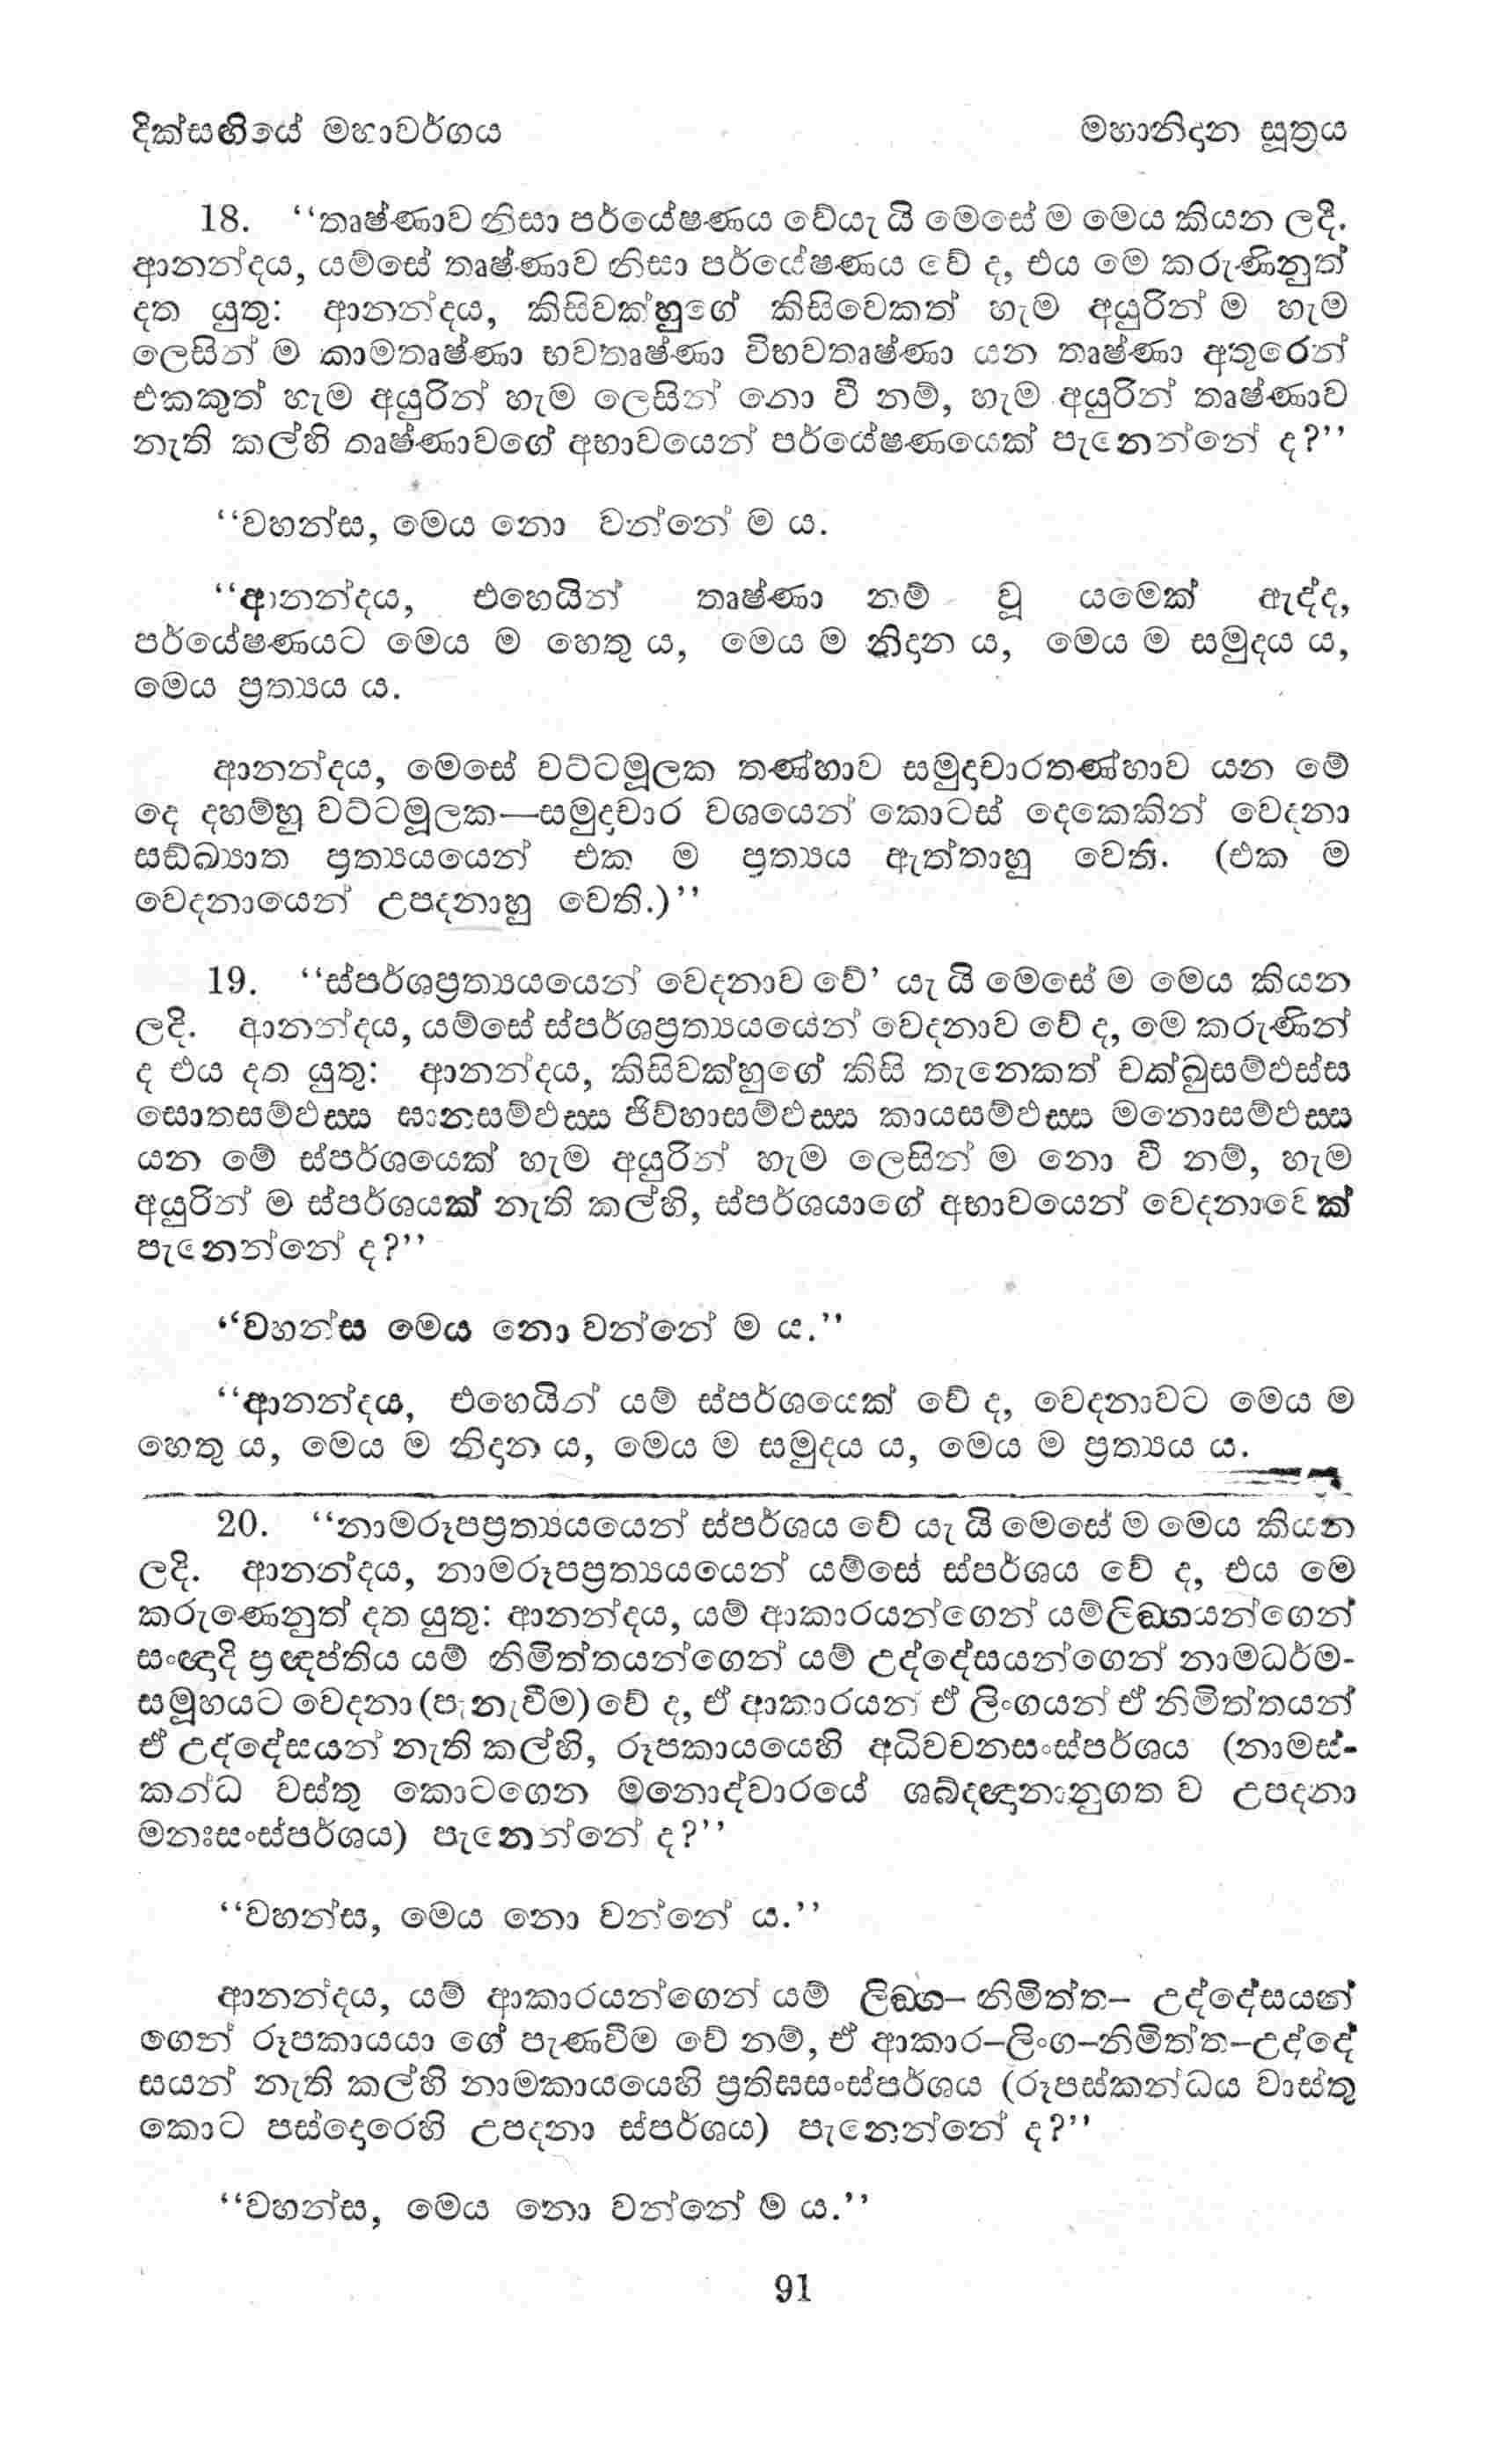 දික්සඟියේ මහාවර්ගය
මහානිදාන සූත්‍රය
18. ‘‘තෘෂ්ණාව නිසා පර්යේෂණය වේයැ යි මෙසේ ම මෙය කියන ලදි.
ආනන්දය, යම්සේ තෘෂ්ණාව නිසා පර්යේෂණය වේ ද, එය මෙ කරුණිනුත්
දත යුතු: ආනන්දය, කිසිවක්හුගේ කිසිවෙකත් හැම අයුරින් ම හැම
ලෙසින් ම කාමතෘෂ්ණා භවතෘෂ්ණා විභවතෘෂ්ණා යන තෘෂ්ණා අතුරෙන්
එකකුත් හැම අයුරින් හැම ලෙසින් නො වී නම්, හැම අයුරින් තෘෂ්ණාව
නැති කල්හි තෘෂ්ණාවගේ අභාවයෙන් පර්යේෂණයෙක් පැනෙන්නේ ද?’’
‘‘වහන්ස, මෙය නො වන්නේ ම ය.
‘‘ආනන්දය, එහෙයින් තෘෂ්ණා නම් වූ යමෙක් ඇද්ද,
පර්යේෂණයට මෙය ම හෙතු ය, මෙය ම නිදාන ය, මෙය ම සමුදය ය,
මෙය ප්‍රත්‍යය ය.
ආනන්දය, මෙසේ වට්ටමූලක තණ්හාව සමුදාචාරතණ්හාව යන මේ
දෙ දහම්හු වට්ටමූලක—සමුදාචාර වශයෙන් කොටස් දෙකෙකින් වෙදනා
සඞ්ඛ්‍යාත ප්‍රත්‍යයයෙන් එක ම ප්‍රත්‍යය ඇත්තාහු වෙති. (එක ම
වෙදනායෙන් උපදනාහු වෙති.)’’
19. ‘‘ස්පර්ශප්‍රත්‍යයයෙන් වෙදනාව වේ’ යැ යි මෙසේ ම මෙය කියන
ලදි. ආනන්දය, යම්සේ ස්පර්ශප්‍රත්‍යයයෙන් වෙදනාව වේ ද, මෙ කරුණින්
ද එය දත යුතු: ආනන්දය, කිසිවක්හුගේ කිසි තැනෙකත් චක්ඛුසම්ඵස්ස
සොතසම්ඵස්ස ඝානසම්ඵස්ස ජිව්හාසම්ඵස්ස කායසම්ඵස්ස මනොසම්ඵස්ස
යන මේ ස්පර්ශයෙක් හැම අයුරින් හැම ලෙසින් ම නො වී නම්, හැම
අයුරින් ම ස්පර්ශයක් නැති කල්හි, ස්පර්ශයාගේ අභාවයෙන් වෙදනාවෙක්
පැනෙන්නේ ද?’’
‘‘වහන්ස මෙය නො වන්නේ ම ය.’’
‘‘ආනන්දය, එහෙයින් යම් ස්පර්ශයෙක් වේ ද, වෙදනාවට මෙය ම
හෙතු ය, මෙය ම නිදාන ය, මෙය ම සමුදය ය, මෙය ම ප්‍රත්‍යය ය.
20. ‘‘නාමරූපප්‍රත්‍යයයෙන් ස්පර්ශය වේ යැ යි මෙසේ ම මෙය කියන
ලදි. ආනන්දය, නාමරූපප්‍රත්‍යයයෙන් යම්සේ ස්පර්ශය වේ ද, එය මෙ
කරුණෙනුත් දත යුතු: ආනන්දය, යම් ආකාරයන්ගෙන් යම්ලිඞ්ගයන්ගෙන්
සංඥාදි ප්‍රඥප්තිය යම් නිමිත්තයන්ගෙන් යම් උද්දේසයන්ගෙන් නාමධර්ම-
සමූහයට වෙදනා (පැනැවීම) වේ ද, ඒ ආකාරයන් ඒ ලිංගයන් ඒ නිමිත්තයන්
ඒ උද්දේසයන් නැති කල්හි, රූපකායයෙහි අධිවචනසංස්පර්ශය (නාමස්-
කන්ධ වස්තු කොටගෙන මනොද්වාරයේ ශබ්දඥානානුගත ව උපදනා
මනඃසංස්පර්ශය) පැනෙන්නේ ද?’’
‘‘වහන්ස, මෙය නො වන්නේ ය.’’
ආනන්දය, යම් ආකාරයන්ගෙන් යම් ලිඞ්ග– නිමිත්ත– උද්දේසයන්
ගෙන් රූපකායයා ගේ පැණවීම වේ නම්, ඒ ආකාර–ලිංග–නිමිත්ත–උද්දේ
සයන් නැති කල්හි නාමකායයෙහි ප්‍රතිඝසංස්පර්ශය (රූපස්කන්ධය වාස්තු
කොට පස්දොරෙහි උපදනා ස්පර්ශය) පැනෙන්නේ ද?’’
‘‘වහන්ස, මෙය නො වන්නේ ම ය.’’
91